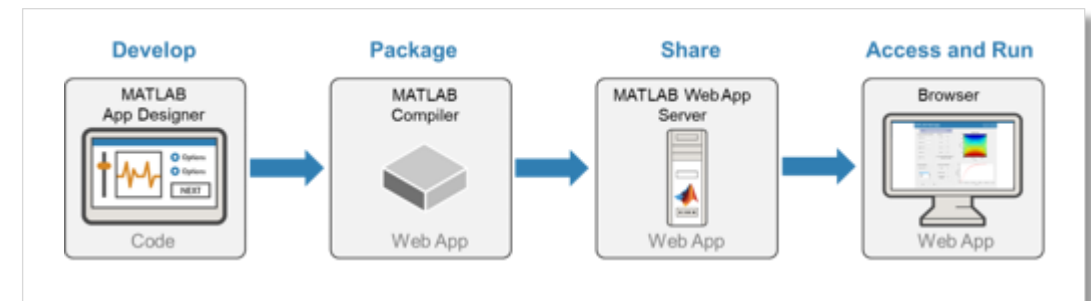 Develop
Package
Share
Access and Run
MATLAB
App Designer
Options
Options
NEXT
Code
MATLAB
Compiler
Web App
MATLAB Web App
Server
Web App
Browser
Web App